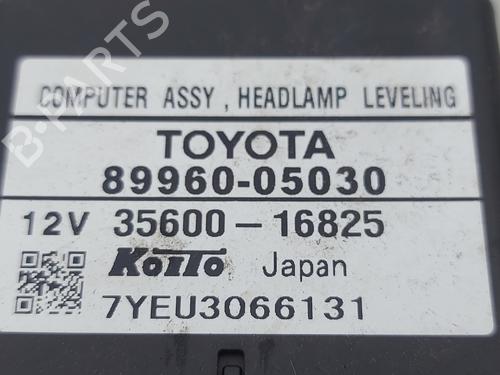 COMPUTER ASSY , HEADLAMP LEVELING
TOYOTA
89960-05030
12V 35600-16825
KOITO Japan
7YEU3066131
B-PARTS